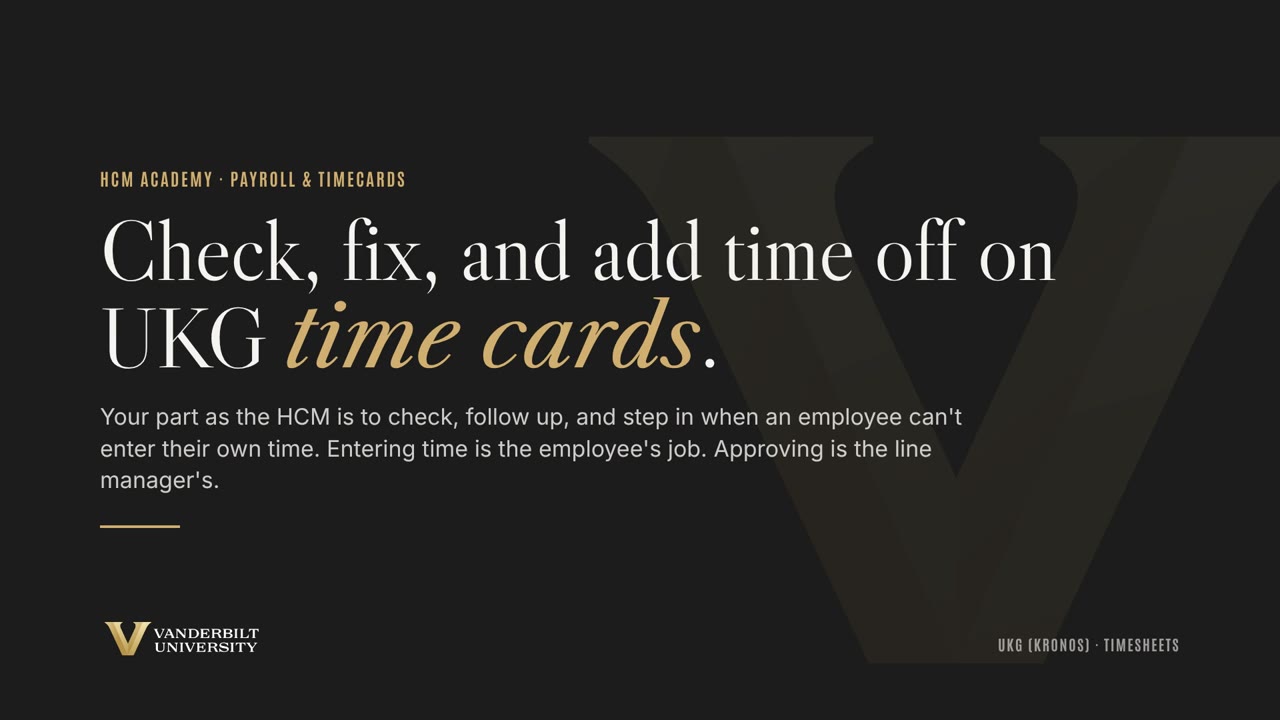 HCM ACADEMY · PAYROLL & TIMECARDS
Check, fix, and add time off on
UKG time cards.
Your part as the HCM is to check, follow up, and step in when an employee can't
enter their own time. Entering time is the employee's job. Approving is the line
manager's.
VANDERBILT
UNIVERSITY
UKG (KRONOS) · TIMESHEETS